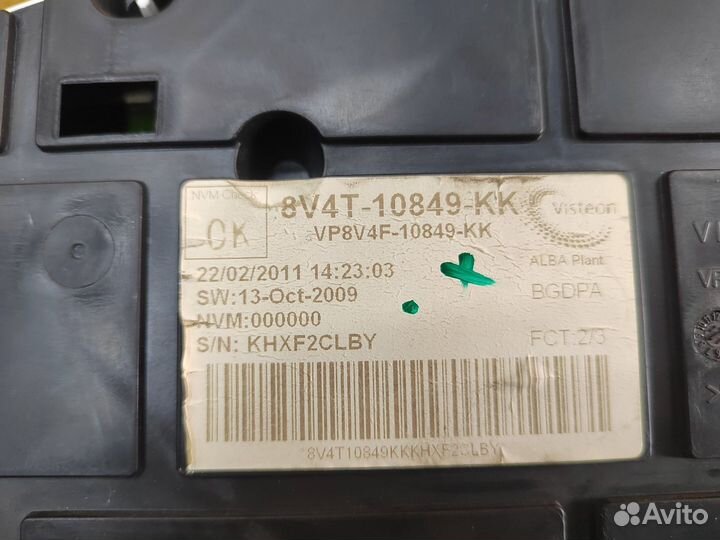 NVM-Check
OK
8V4T-10849-KK
VP8V4F-10849-KK
Visteon
ALBA Plant
22/02/2011 14:23:03
SW:13-Oct-2009
BGDPA
NVM:000000
S/N: KHXF2CLBY
FCT:2/3
8V4T10849KKKHXF2CLBY
Avito